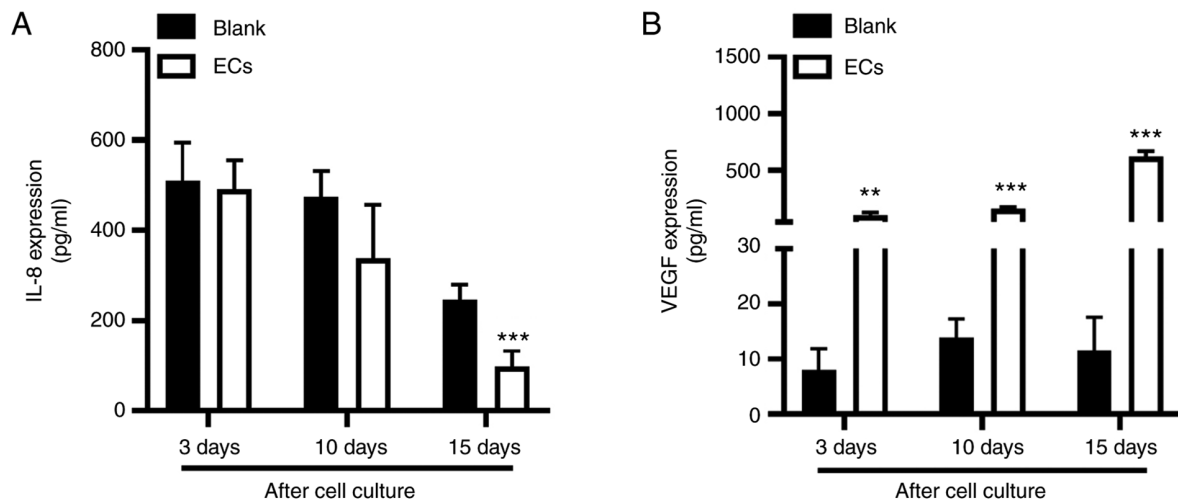 A
Blank
ECs
IL-8 expression
(pg/ml)
800
600
400
200
0
***
3 days 10 days 15 days
After cell culture
B
Blank
ECs
VEGF expression
(pg/ml)
1500
1000
500
30
20
10
0
** *** ***
3 days 10 days 15 days
After cell culture